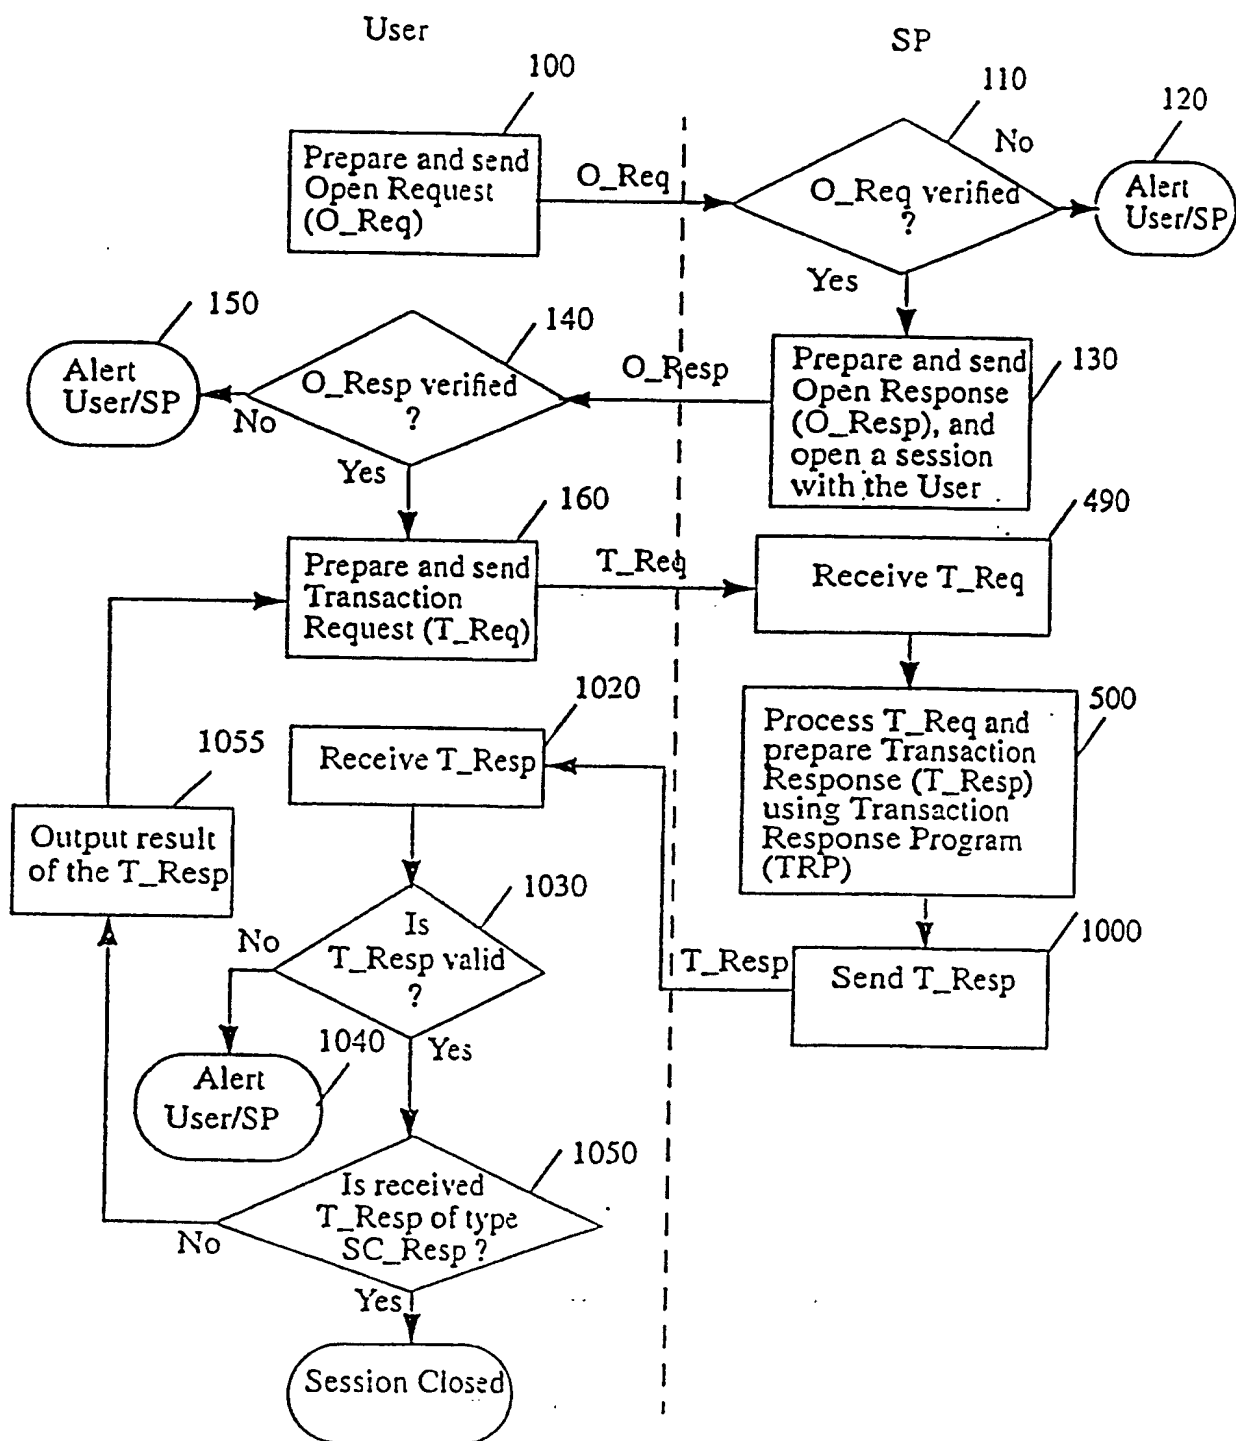 User
SP
100
110
120
Prepare and send
Open Request
(O_Req)
O_Req
O_Req verified
?
No
Alert
User/SP
Yes
150
140
Alert
User/SP
No
O_Resp verified
?
O_Resp
Prepare and send
Open Response
(O_Resp), and
open a session
with the User
130
Yes
160
490
Prepare and send
Transaction
Request (T_Req)
T_Req
Receive T_Req
1020
500
1055
Receive T_Resp
Process T_Req and
prepare Transaction
Response (T_Resp)
using Transaction
Response Program
(TRP)
Output result
of the T_Resp
1030
No
Is
T_Resp valid
?
T_Resp
1000
Send T_Resp
1040
Yes
Alert
User/SP
1050
Is received
T_Resp of type
SC_Resp ?
No
Yes
Session Closed